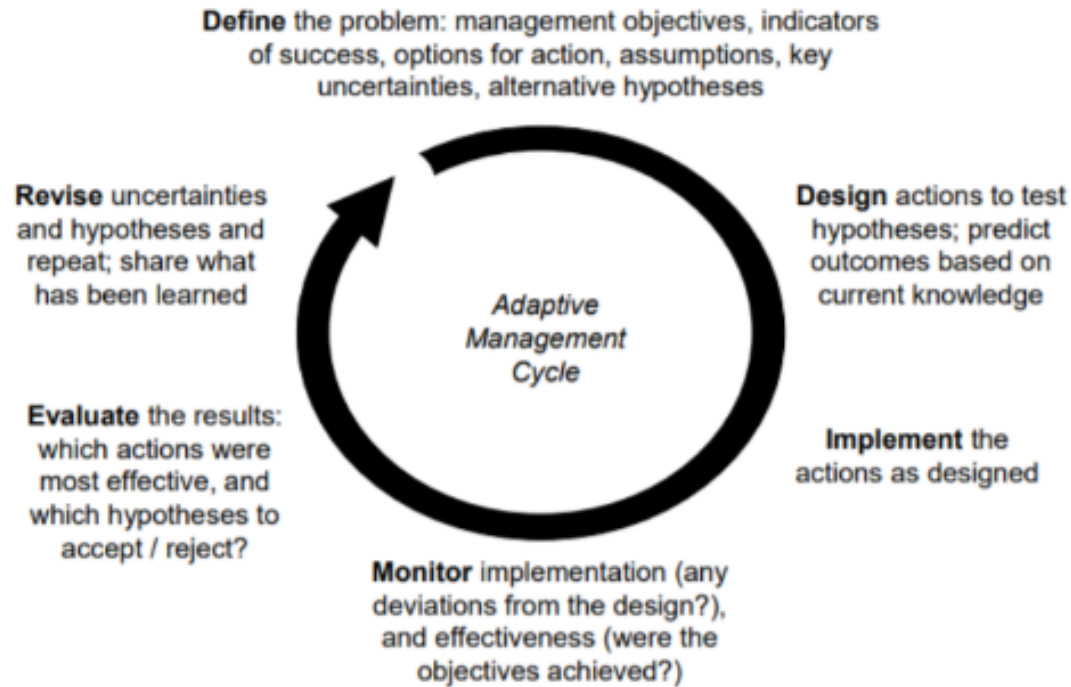 Define the problem: management objectives, indicators
of success, options for action, assumptions, key
uncertainties, alternative hypotheses
Design actions to test
hypotheses; predict
outcomes based on
current knowledge
Implement the
actions as designed
Monitor implementation (any
deviations from the design?),
and effectiveness (were the
objectives achieved?)
Evaluate the results:
which actions were
most effective, and
which hypotheses to
accept / reject?
Revise uncertainties
and hypotheses and
repeat; share what
has been learned
Adaptive
Management
Cycle